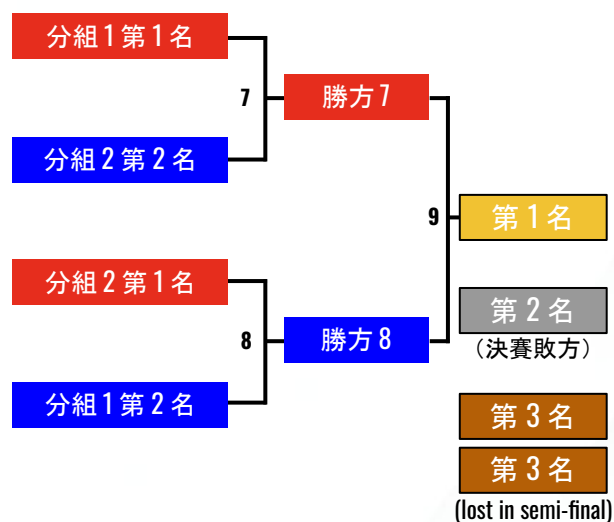 分組1第1名
7
勝方7
分組2第2名
9
第1名
分組2第1名
第2名
(決賽敗方)
8
勝方8
分組1第2名
第3名
第3名
(lost in semi-final)